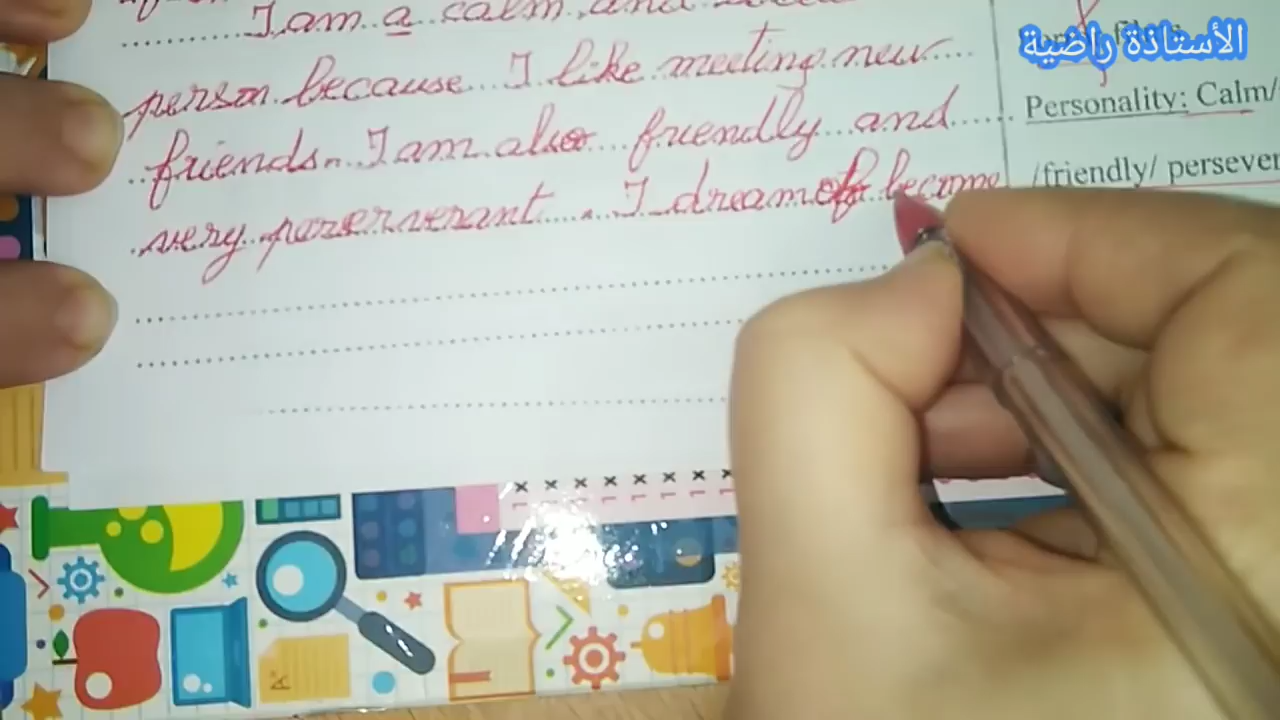 I am a calm and
person because I like meeting new
friends. I am also friendly and
very perserverant. I dream of become
Personality: Calm/
/friendly/ persever
الأستاذة راضية